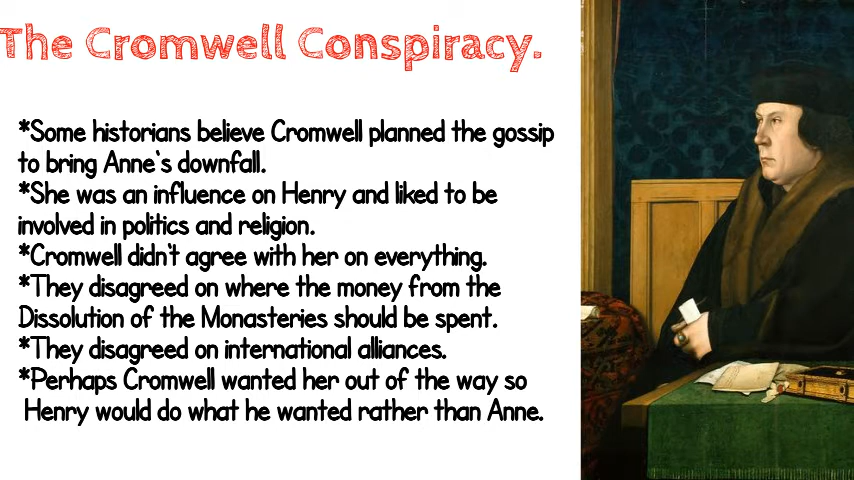 The Cromwell Conspiracy.
*Some historians believe Cromwell planned the gossip
to bring Anne`s downfall.
*She was an influence on Henry and liked to be
involved in politics and religion.
*Cromwell didn't agree with her on everything.
*They disagreed on where the money from the
Dissolution of the Monasteries should be spent.
*They disagreed on international alliances.
*Perhaps Cromwell wanted her out of the way so
Henry would do what he wanted rather than Anne.